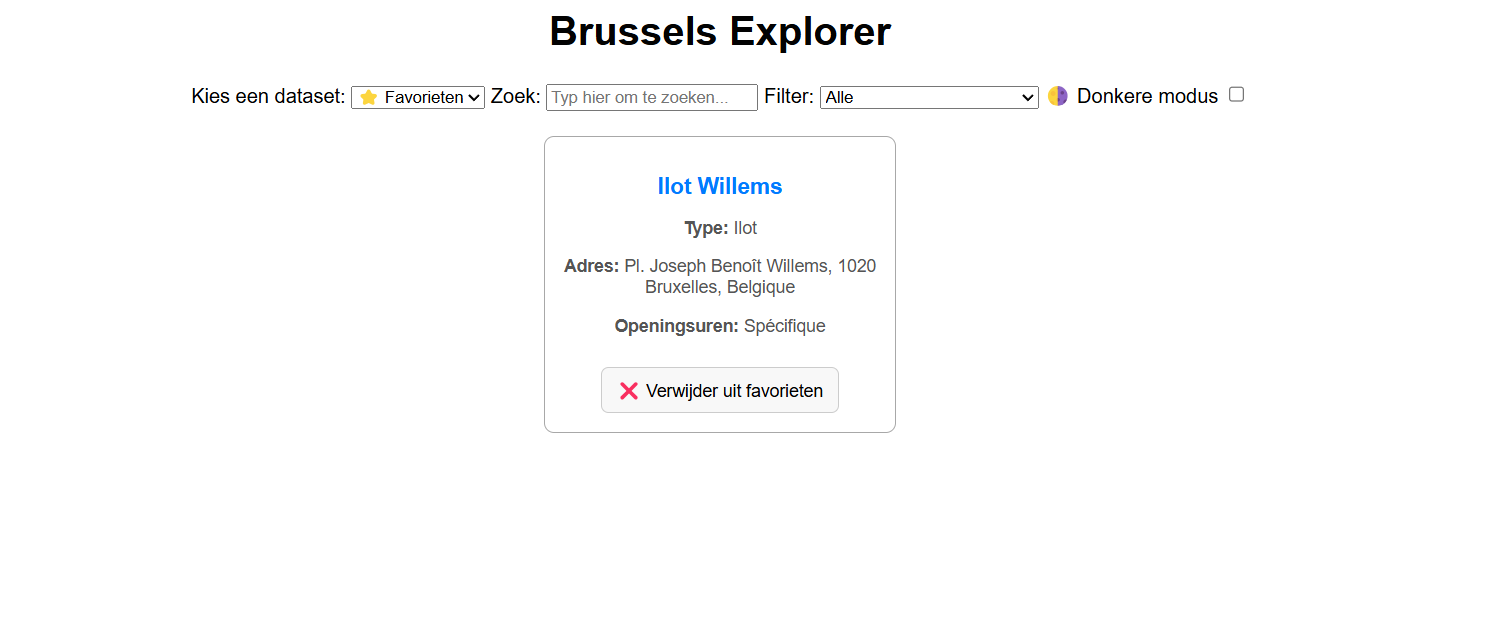 Brussels Explorer
Kies een dataset: ⭐ Favorieten Zoek: Typ hier om te zoeken... Filter: Alle 🌓 Donkere modus
Ilot Willems
Type: Ilot
Adres: Pl. Joseph Benoît Willems, 1020
Bruxelles, Belgique
Openingsuren: Spécifique
❌ Verwijder uit favorieten